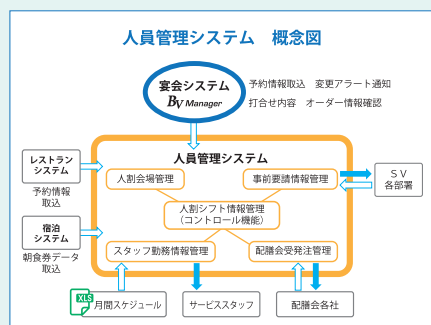 人員管理システム 概念図
宴会システム
BV Manager
予約情報取込 変更アラート通知
打合せ内容 オーダー情報確認
レストラン
システム
予約情報
取込
宿泊
システム
朝食券データ
取込
人員管理システム
人割会場管理
事前要請情報管理
人割シフト情報管理
(コントロール機能)
スタッフ勤務情報管理
配膳会受発注管理
SV
各部署
XLS
月間スケジュール
サービススタッフ
配膳会各社